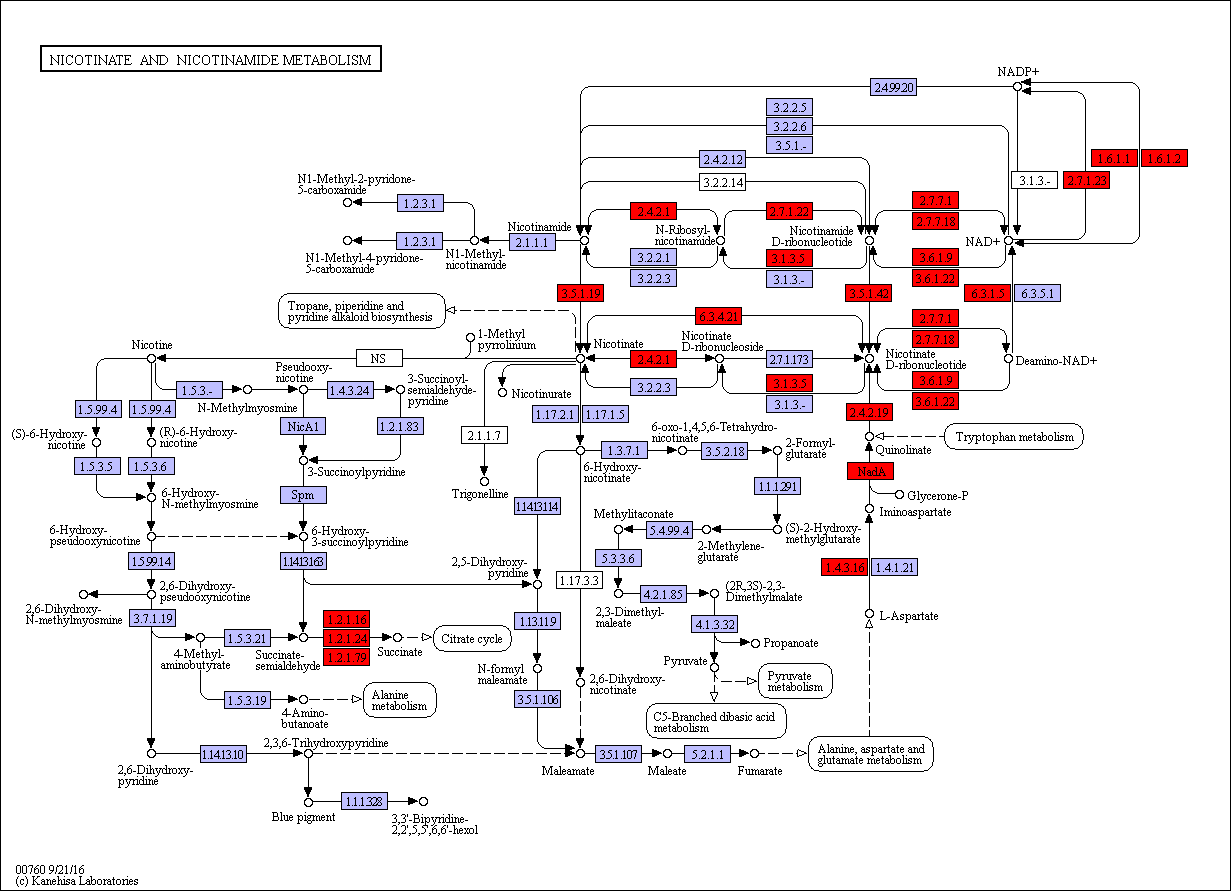 NICOTINATE AND NICOTINAMIDE METABOLISM
NADP+
2.4.99.20
3.2.2.5
3.2.2.6
3.5.1.-
2.4.2.12
3.2.2.14
1.6.1.1
1.6.1.2
3.1.3.-
2.7.1.23
N1-Methyl-2-pyridone-
5-carboxamide
1.2.3.1
1.2.3.1
N1-Methyl-4-pyridone-
5-carboxamide
N1-Methyl-
nicotinamide
2.1.1.1
Nicotinamide
2.4.2.1
N-Ribosyl-
nicotinamide
3.2.2.1
3.2.2.3
2.7.1.22
3.1.3.5
3.1.3.-
Nicotinamide
D-ribonucleotide
2.7.7.1
2.7.7.18
NAD+
3.6.1.9
3.6.1.22
3.5.1.19
3.5.1.42
6.3.1.5
6.3.5.1
Tropane, piperidine and
pyridine alkaloid biosynthesis
6.3.4.21
2.7.7.1
2.7.7.18
1-Methyl
pyrrolinium
Nicotine
NS
Nicotinate
Nicotinate
D-ribonucleoside
2.4.2.1
2.7.1.173
Nicotinate
D-ribonucleotide
Deamino-NAD+
3.2.2.3
3.1.3.5
3.1.3.-
3.6.1.9
3.6.1.22
1.5.3.-
Pseudooxy-
nicotine
1.4.3.24
3-Succinoyl-
semialdehyde-
pyridine
Nicotinurate
N-Methylmyosmine
1.5.99.4
1.5.99.4
NicA1
1.2.1.83
1.17.2.1
1.17.1.5
2.4.2.19
2.1.1.7
(S)-6-Hydroxy-
nicotine
(R)-6-Hydroxy-
nicotine
6-oxo-1,4,5,6-Tetrahydro-
nicotinate
2-Formyl-
glutarate
Tryptophan metabolism
Quinolinate
1.5.3.5
1.5.3.6
3-Succinoylpyridine
6-Hydroxy-
nicotinate
1.3.7.1
3.5.2.18
NadA
Trigonelline
6-Hydroxy-
N-methylmyosmine
Spm
1.1.1.291
Glycerone-P
Iminoaspartate
1.14.13.114
Methylitaconate
5.4.99.4
2-Methylene-
glutarate
(S)-2-Hydroxy-
methylglutarate
6-Hydroxy-
pseudooxynicotine
6-Hydroxy-
3-succinoylpyridine
1.5.99.14
1.14.13.163
2,5-Dihydroxy-
pyridine
5.3.3.6
1.4.3.16
1.4.1.21
1.17.3.3
2,6-Dihydroxy-
pseudooxynicotine
2,6-Dihydroxy-
N-methylmyosmine
4.2.1.85
(2R,3S)-2,3-
Dimethylmalate
2,3-Dimethyl-
maleate
L-Aspartate
3.7.1.19
1.13.11.9
4.1.3.32
1.2.1.16
1.2.1.24
1.2.1.79
1.5.3.21
4-Methyl-
aminobutyrate
Succinate-
semialdehyde
Succinate
Citrate cycle
Propanoate
Pyruvate
N-formyl
maleamate
Pyruvate
metabolism
2,6-Dihydroxy-
nicotinate
1.5.3.19
4-Amino-
butanoate
Alanine
metabolism
3.5.1.106
C5-Branched dibasic acid
metabolism
2,3,6-Trihydroxypyridine
1.14.13.10
2,6-Dihydroxy-
pyridine
Maleamate
3.5.1.107
Maleate
5.2.1.1
Fumarate
Alanine, aspartate and
glutamate metabolism
Blue pigment
1.1.1.328
3,3'-Bipyridine-
2,2',5,5',6,6'-hexol
00760 9/21/16
(c) Kanehisa Laboratories